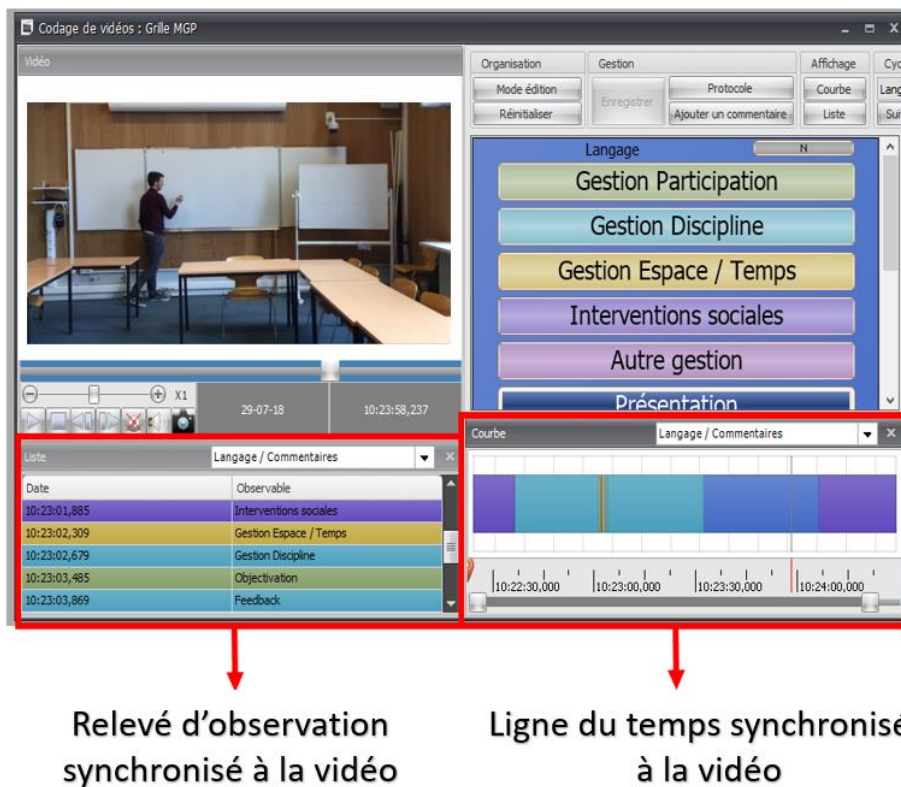 Codage de vidéos : Grille MGP
Vidéo
Organisation
Gestion
Affichage
Cyc
Mode édition
Enregistrer
Protocole
Courbe
Lang
Réinitialiser
Ajouter un commentaire
Liste
Sui
Langage
N
Gestion Participation
Gestion Discipline
Gestion Espace / Temps
Interventions sociales
Autre gestion
Présentation
X1
29-07-18
10:23:58,237
Liste
Langage / Commentaires
Date
Observable
10:23:01,885
Interventions sociales
10:23:02,309
Gestion Espace / Temps
10:23:02,679
Gestion Discipline
10:23:03,485
Objectivation
10:23:03,869
Feedback
Courbe
Langage / Commentaires
10:22:30,000
10:23:00,000
10:23:30,000
10:24:00,000
Relevé d’observation
synchronisé à la vidéo
Ligne du temps synchronisé
à la vidéo